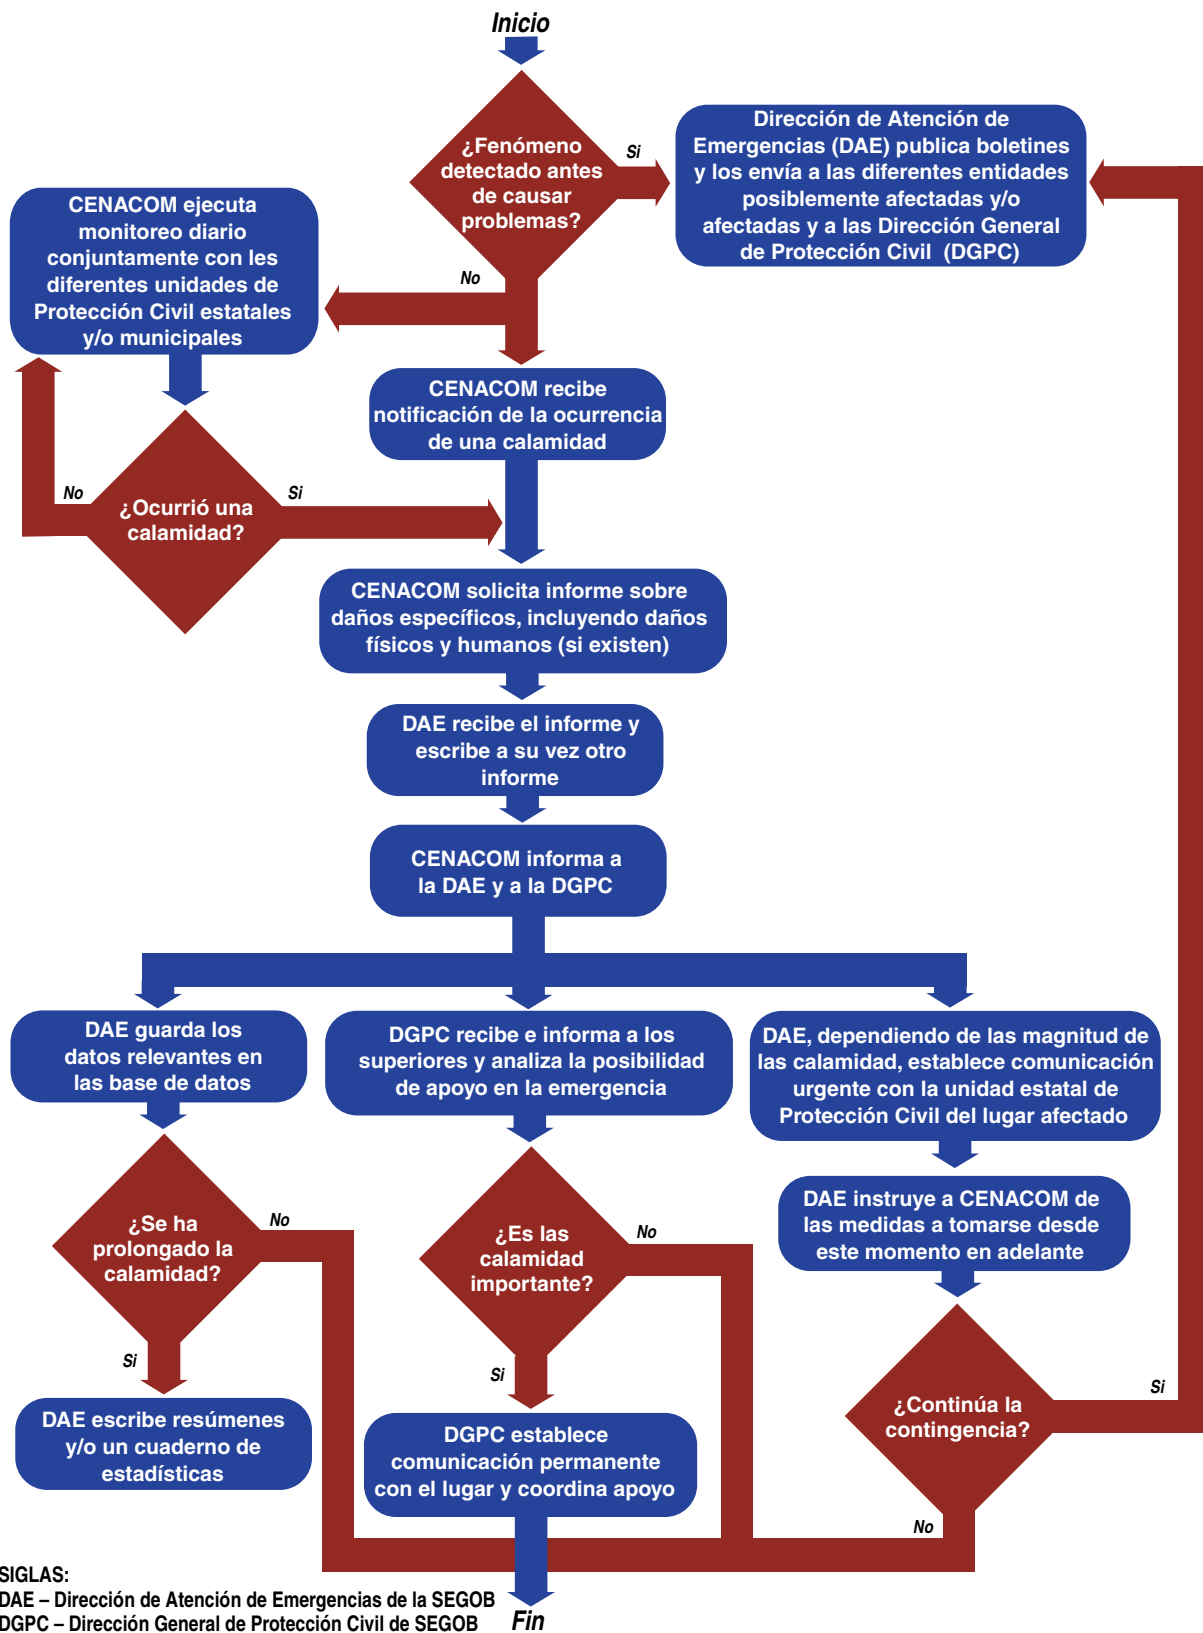 Inicio
¿Fenómeno
detectado antes
de causar
problemas?
Si
Dirección de Atención de
Emergencias (DAE) publica boletines
y los envía a las diferentes entidades
posiblemente afectadas y/o
afectadas y a las Dirección General
de Protección Civil (DGPC)
No
CENACOM ejecuta
monitoreo diario
conjuntamente con les
diferentes unidades de
Protección Civil estatales
y/o municipales
CENACOM recibe
notificación de la ocurrencia
de una calamidad
No
¿Ocurrió una
calamidad?
Si
CENACOM solicita informe sobre
daños específicos, incluyendo daños
físicos y humanos (si existen)
DAE recibe el informe y
escribe a su vez otro
informe
CENACOM informa a
la DAE y a la DGPC
DAE guarda los
datos relevantes en
las base de datos
DGPC recibe e informa a los
superiores y analiza la posibilidad
de apoyo en la emergencia
DAE, dependiendo de las magnitud de
las calamidad, establece comunicación
urgente con la unidad estatal de
Protección Civil del lugar afectado
¿Se ha
prolongado la
calamidad?
No
¿Es las
calamidad
importante?
No
DAE instruye a CENACOM de
las medidas a tomarse desde
este momento en adelante
Si
Si
¿Continúa la
contingencia?
Si
DAE escribe resúmenes
y/o un cuaderno de
estadísticas
DGPC establece
comunicación permanente
con el lugar y coordina apoyo
No
SIGLAS:
DAE – Dirección de Atención de Emergencias de la SEGOB
DGPC – Dirección General de Protección Civil de SEGOB
Fin